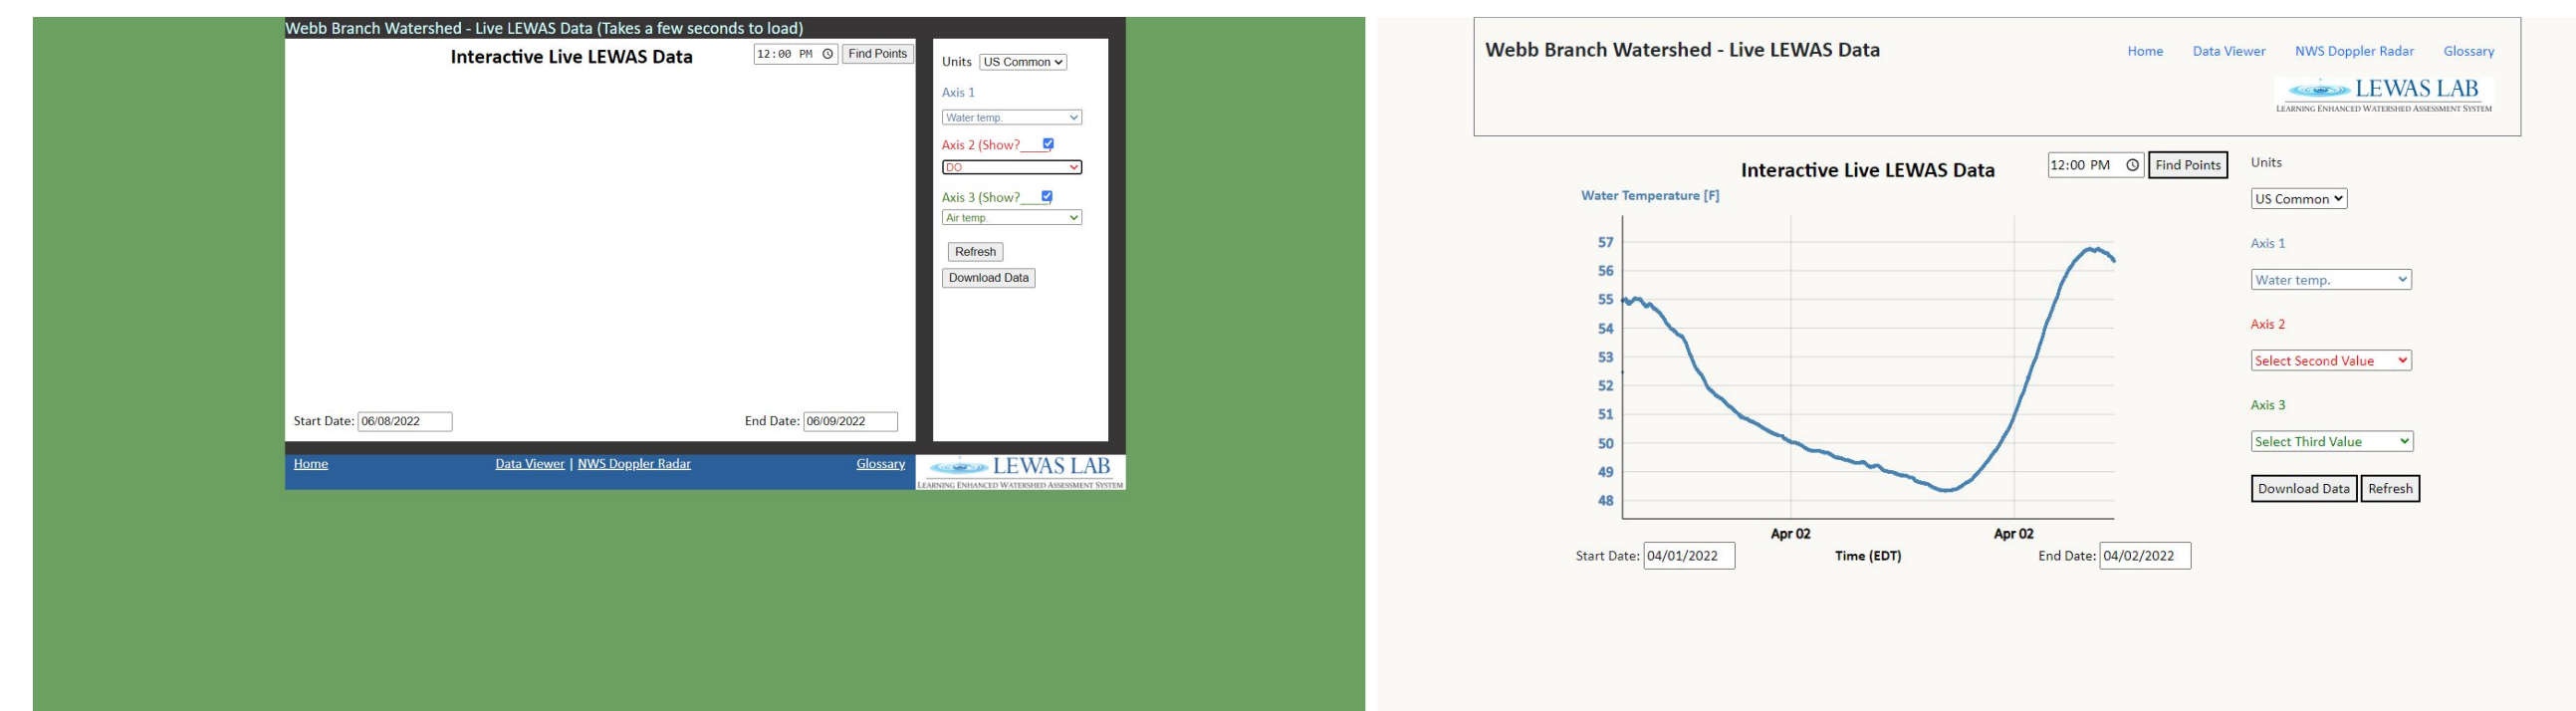 Webb Branch Watershed - Live LEWAS Data (Takes a few seconds to load)
Interactive Live LEWAS Data
12:00 PM
Find Points
Units US Common
Axis 1
Water temp.
Axis 2 (Show?____)
DO
Axis 3 (Show?____)
Air temp.
Refresh
Download Data
Start Date: 06/08/2022
End Date: 06/09/2022
Home
Data Viewer | NWS Doppler Radar
Glossary
LEWAS LAB
LEARNING ENHANCED WATERSHED ASSESSMENT SYSTEM
Webb Branch Watershed - Live LEWAS Data
Home
Data Viewer
NWS Doppler Radar
Glossary
LEWAS LAB
LEARNING ENHANCED WATERSHED ASSESSMENT SYSTEM
Interactive Live LEWAS Data
12:00 PM
Find Points
Water Temperature [F]
57
56
55
54
53
52
51
50
49
48
Apr 02
Apr 02
Start Date: 04/01/2022
Time (EDT)
End Date: 04/02/2022
Units
US Common
Axis 1
Water temp.
Axis 2
Select Second Value
Axis 3
Select Third Value
Download Data
Refresh